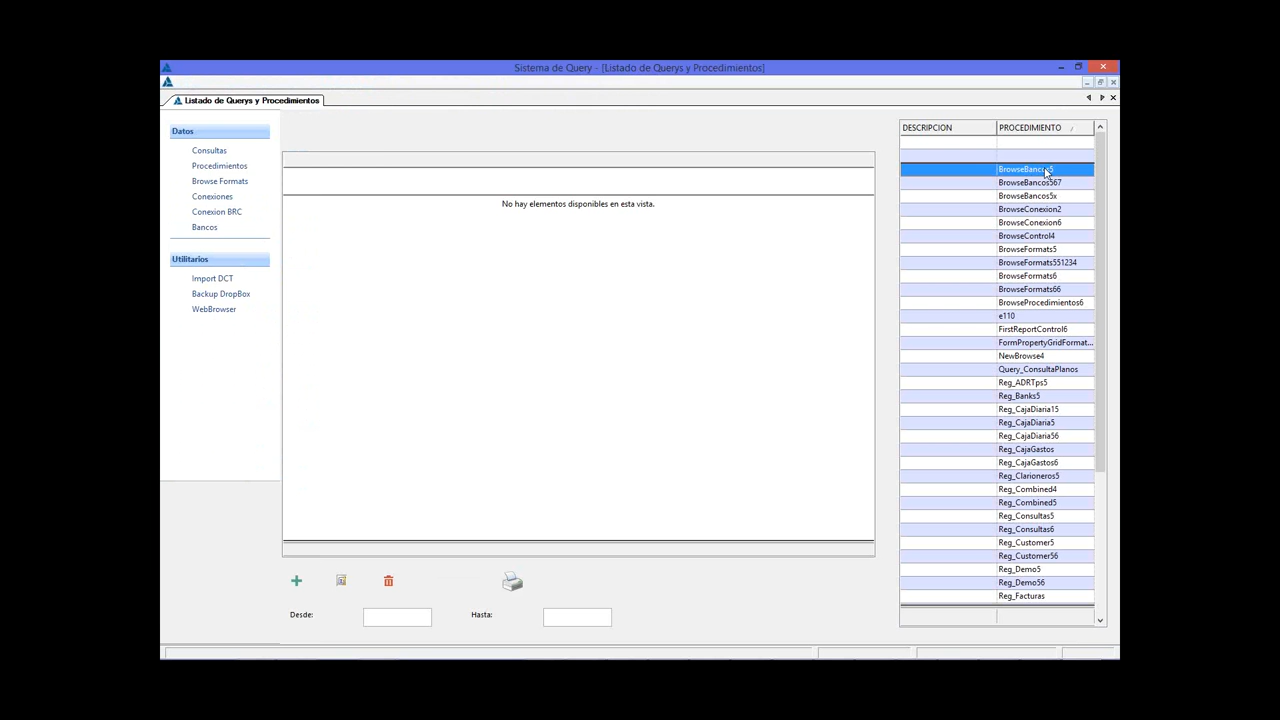 Sistema de Query - [Listado de Querys y Procedimientos]
Listado de Querys y Procedimientos
Datos
Consultas
Procedimientos
Browse Formats
Conexiones
Conexion BRC
Bancos
Utilitarios
Import DCT
Backup DropBox
WebBrowser
No hay elementos disponibles en esta vista.
Desde:
Hasta:
DESCRIPCION PROCEDIMIENTO
BrowseBancos5
BrowseBancos567
BrowseBancos5x
BrowseConexion2
BrowseConexion6
BrowseControl4
BrowseFormats5
BrowseFormats551234
BrowseFormats6
BrowseFormats66
BrowseProcedimientos6
e110
FirstReportControl6
FormPropertyGridFormat...
NewBrowse4
Query_ConsultaPlanos
Reg_ADRTps5
Reg_Banks5
Reg_CajaDiaria15
Reg_CajaDiaria5
Reg_CajaDiaria56
Reg_CajaGastos
Reg_CajaGastos6
Reg_Clarioneros5
Reg_Combined4
Reg_Combined5
Reg_Consultas5
Reg_Consultas6
Reg_Customer5
Reg_Customer56
Reg_Demo5
Reg_Demo56
Reg_Facturas